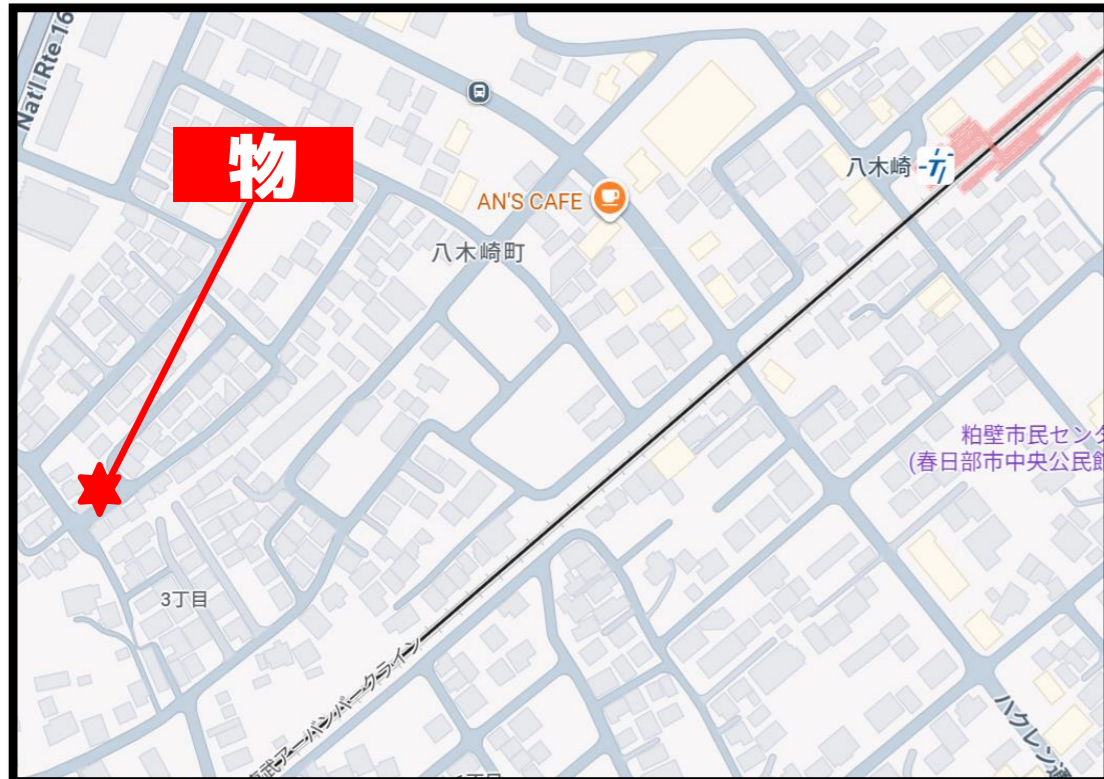 Nat'l Rte 16
物
八木崎
AN'S CAFE
八木崎町
粕壁市民センタ
(春日部市中央公民館
3丁目
東武アーバンパークライン
ハクレン通